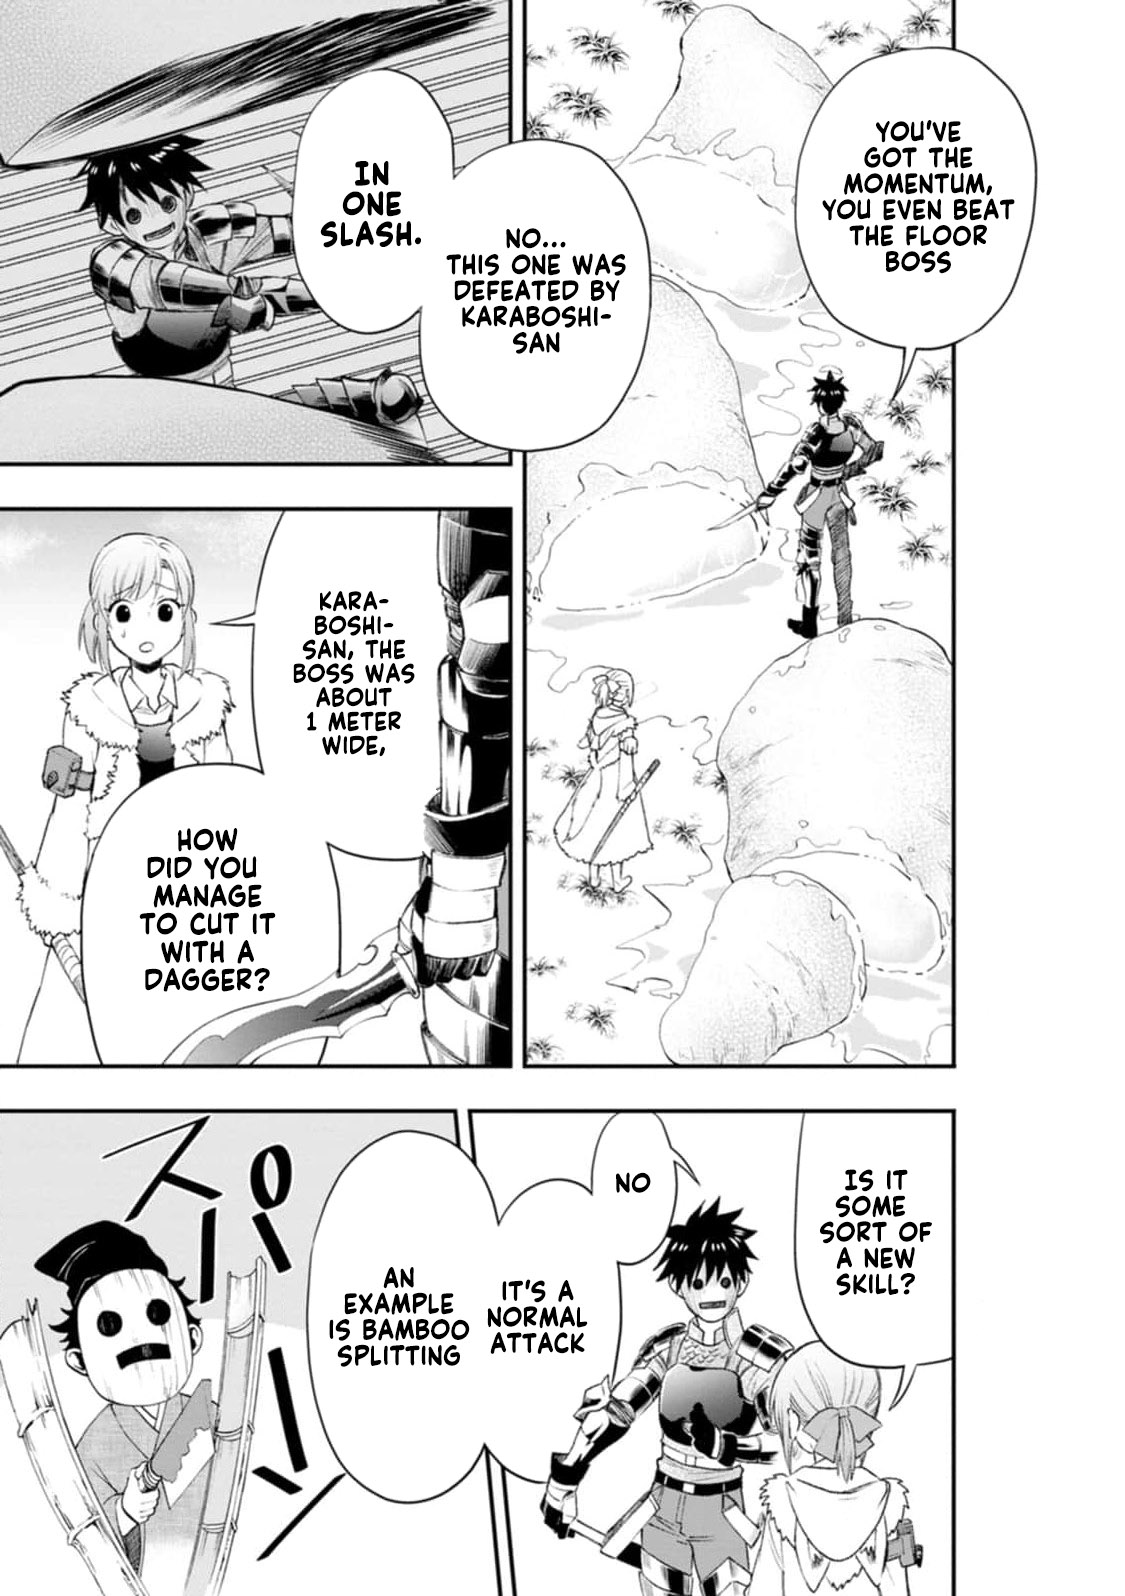 YOU'VE
GOT THE
MOMENTUM,
YOU EVEN BEAT
THE FLOOR
BOSS
NO...
THIS ONE WAS
DEFEATED BY
KARABOSHI-
SAN
IN
ONE
SLASH.
KARA-
BOSHI-
SAN, THE
BOSS WAS
ABOUT
1 METER
WIDE,
HOW
DID YOU
MANAGE
TO CUT IT
WITH A
DAGGER?
IS IT
SOME
SORT OF
A NEW
SKILL?
NO
IT'S A
NORMAL
ATTACK
AN
EXAMPLE
IS BAMBOO
SPLITTING
スパパン